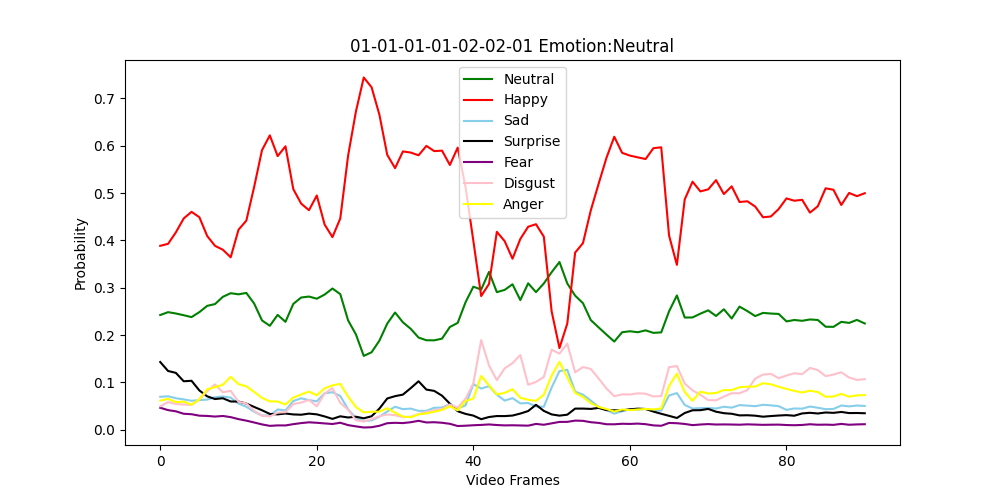 01-01-01-01-02-02-01 Emotion:Neutral
Neutral
Happy
Sad
Surprise
Fear
Disgust
Anger
Probability
0.7
0.6
0.5
0.4
0.3
0.2
0.1
0.0
0 20 40 60 80
Video Frames